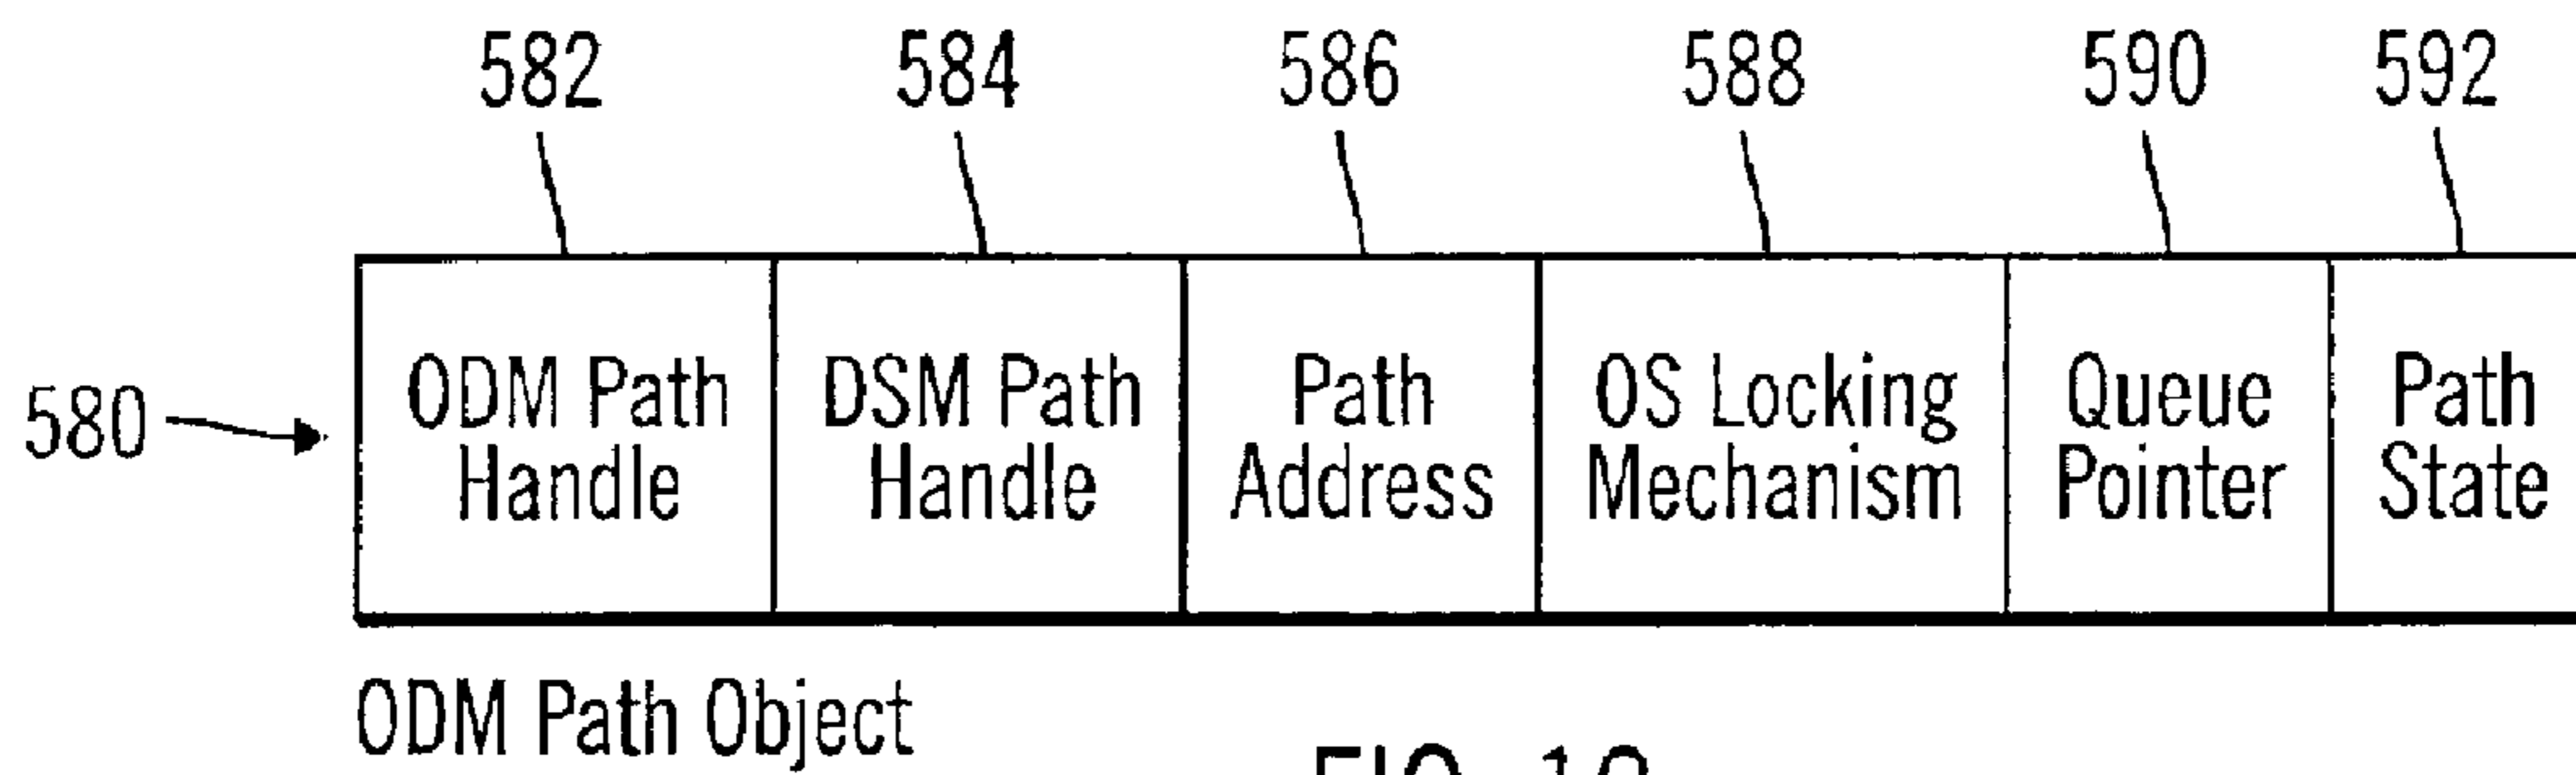 582 584 586 588 590 592
580
ODM Path DSM Path Path OS Locking Queue Path
Handle Handle Address Mechanism Pointer State
ODM Path Object